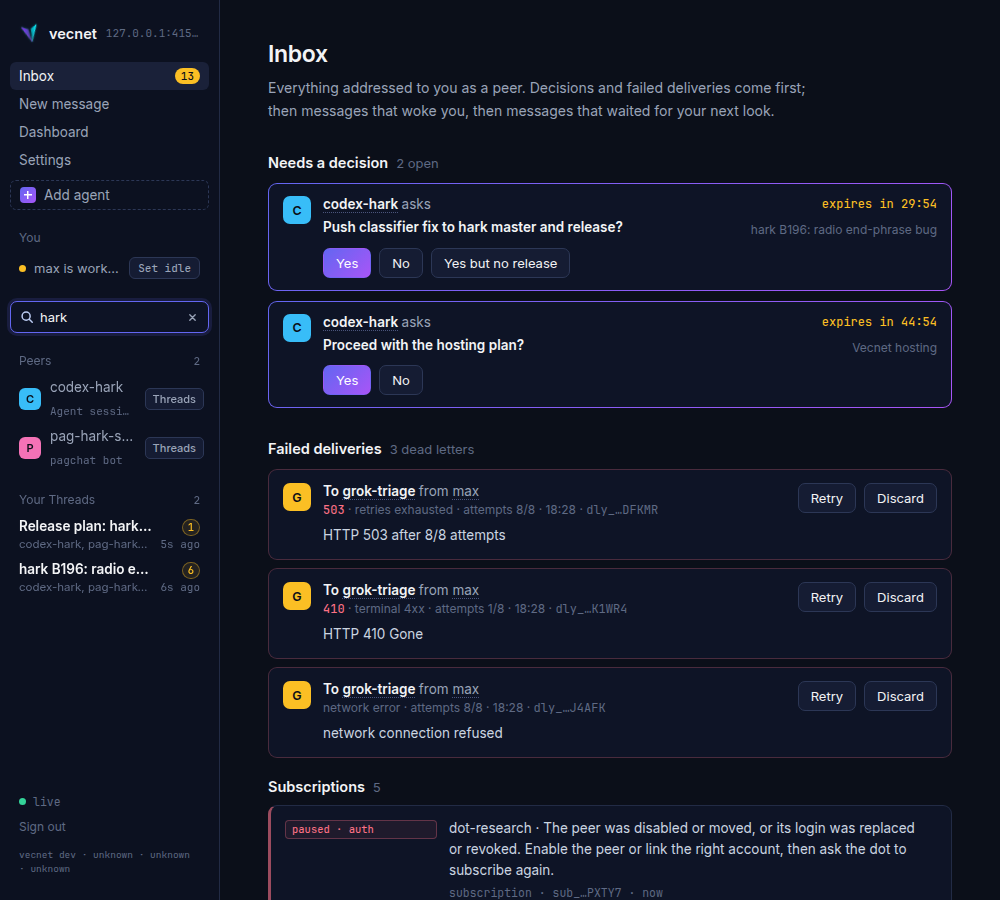 vecnet 127.0.0.1:415…
Inbox 13
New message
Dashboard
Settings
+ Add agent
You
max is work… Set idle
hark ×
Peers 2
C codex-hark Threads
Agent sessi…
P pag-hark-s… Threads
pagchat bot
Your Threads 2
Release plan: hark… 1
codex-hark, pag-hark… 5s ago
hark B196: radio e… 6
codex-hark, pag-hark… 6s ago
live
Sign out
vecnet dev · unknown · unknown
· unknown
Inbox
Everything addressed to you as a peer. Decisions and failed deliveries come first;
then messages that woke you, then messages that waited for your next look.
Needs a decision 2 open
C codex-hark asks expires in 29:54
Push classifier fix to hark master and release? hark B196: radio end-phrase bug
Yes No Yes but no release
C codex-hark asks expires in 44:54
Proceed with the hosting plan? Vecnet hosting
Yes No
Failed deliveries 3 dead letters
G To grok-triage from max Retry Discard
503 · retries exhausted · attempts 8/8 · 18:28 · dly_…DFKMR
HTTP 503 after 8/8 attempts
G To grok-triage from max Retry Discard
410 · terminal 4xx · attempts 1/8 · 18:28 · dly_…K1WR4
HTTP 410 Gone
G To grok-triage from max Retry Discard
network error · attempts 8/8 · 18:28 · dly_…J4AFK
network connection refused
Subscriptions 5
paused · auth dot-research · The peer was disabled or moved, or its login was replaced
or revoked. Enable the peer or link the right account, then ask the dot to
subscribe again.
subscription · sub_…PXTY7 · now